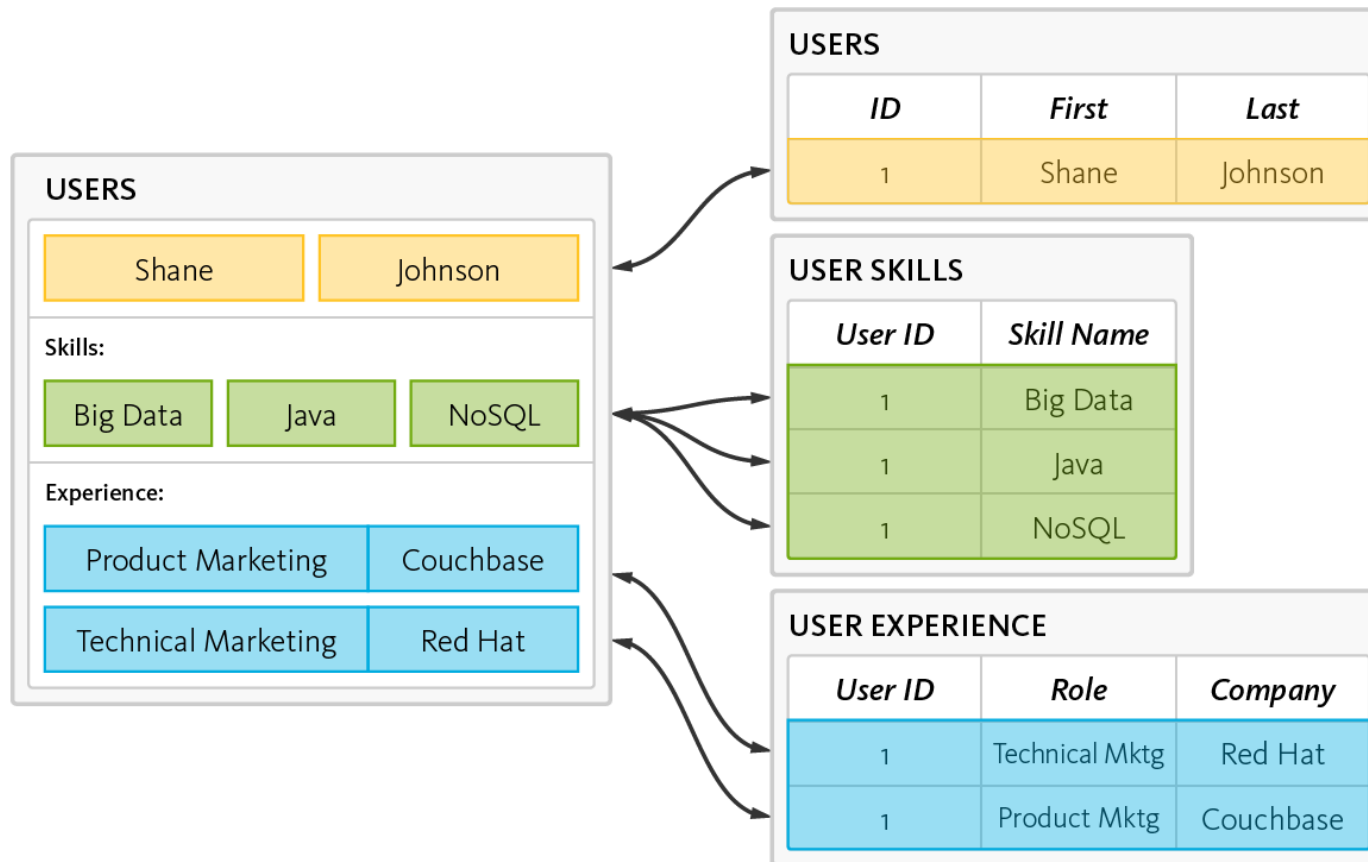 USERS
Shane Johnson
Skills:
Big Data Java NoSQL
Experience:
Product Marketing Couchbase
Technical Marketing Red Hat
USERS
ID First Last
1 Shane Johnson
USER SKILLS
User ID Skill Name
1 Big Data
1 Java
1 NoSQL
USER EXPERIENCE
User ID Role Company
1 Technical Mktg Red Hat
1 Product Mktg Couchbase